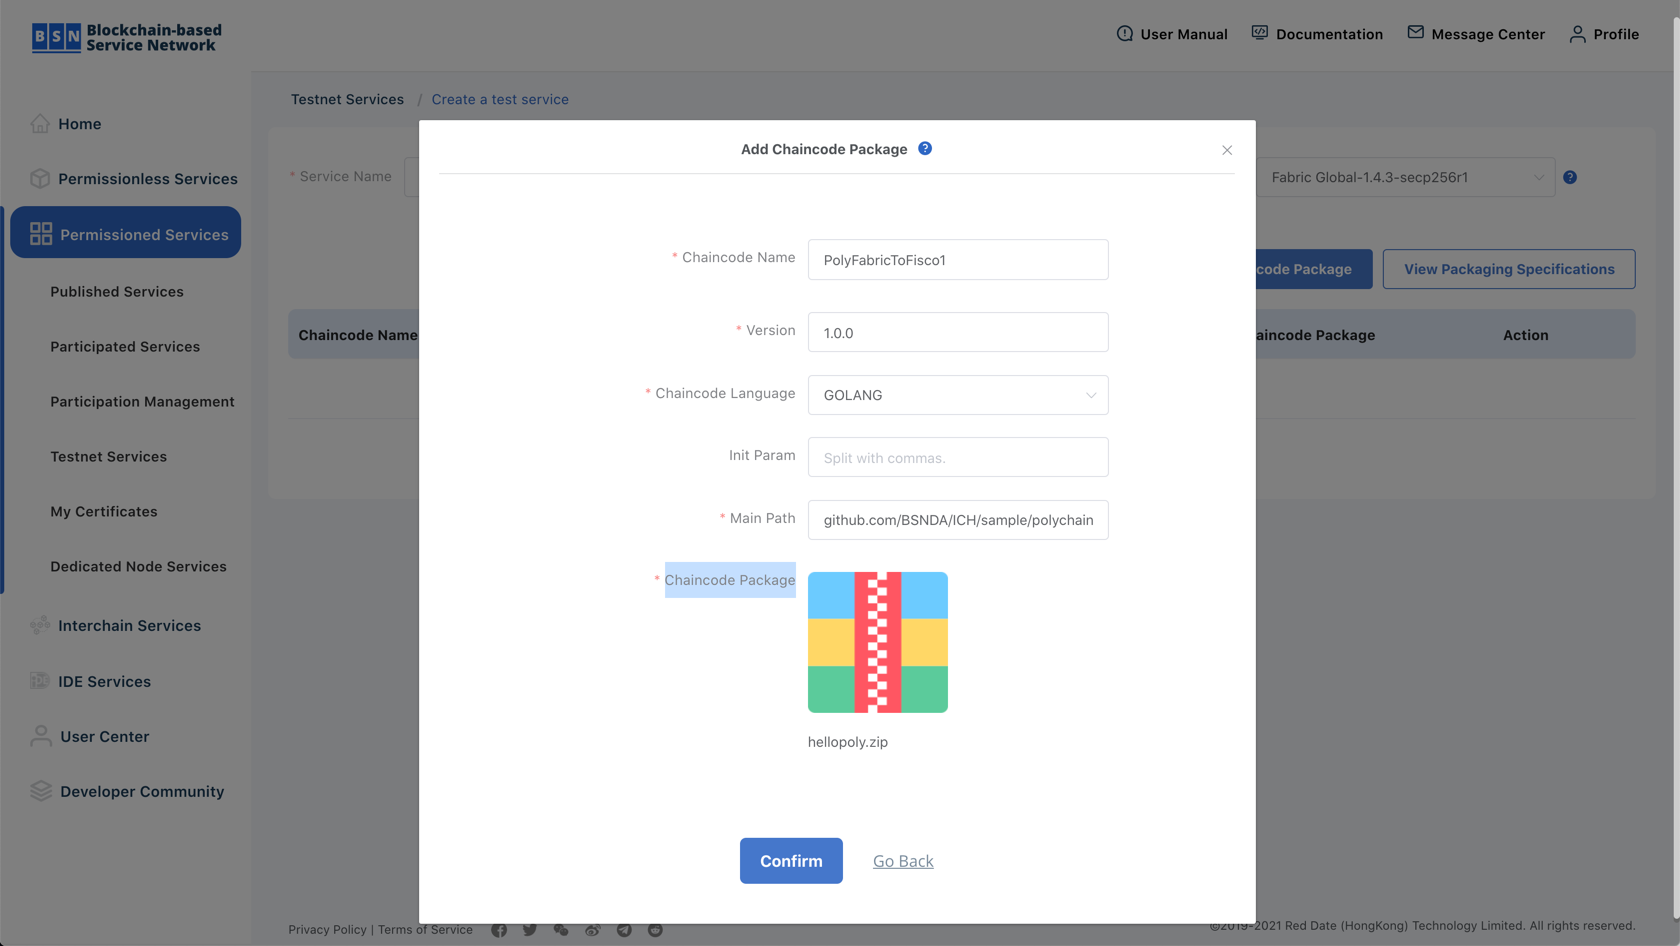 BSN Blockchain-based
Service Network
User Manual
Documentation
Message Center
Profile
Home
Permissionless Services
Permissioned Services
Published Services
Participated Services
Participation Management
Testnet Services
My Certificates
Dedicated Node Services
Interchain Services
IDE Services
User Center
Developer Community
Testnet Services / Create a test service
* Service Name
Fabric Global-1.4.3-secp256r1 ?
code Package
View Packaging Specifications
Chaincode Name
aincode Package
Action
Add Chaincode Package ?
* Chaincode Name PolyFabricToFisco1
* Version 1.0.0
* Chaincode Language GOLANG
Init Param Split with commas.
* Main Path github.com/BSNDA/ICH/sample/polychain
* Chaincode Package
hellopoly.zip
Confirm
Go Back
Privacy Policy | Terms of Service
©2019-2021 Red Date (HongKong) Technology Limited. All rights reserved.